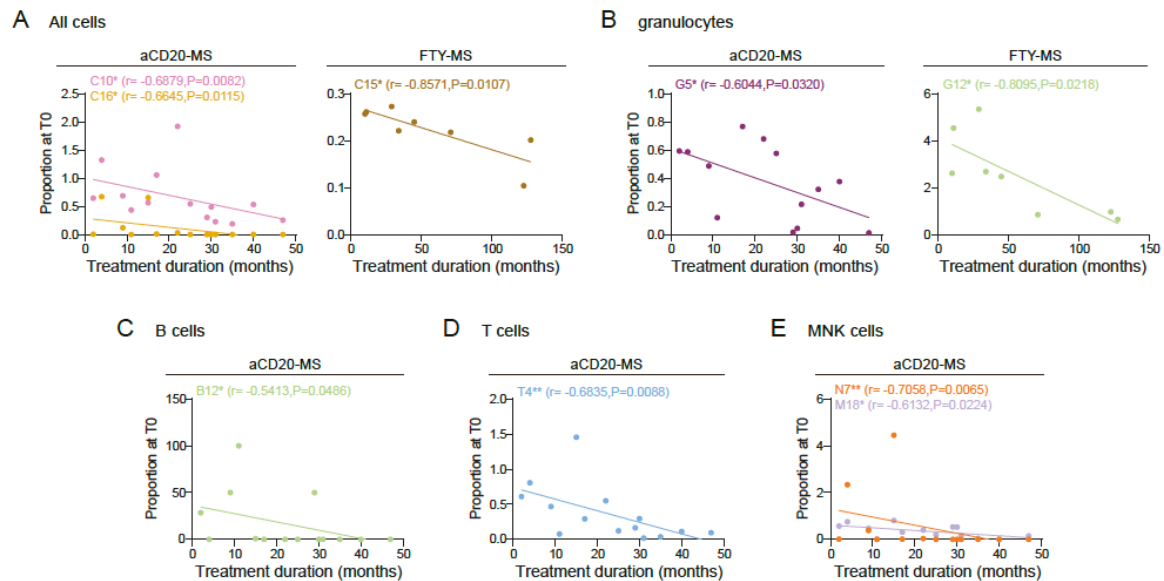 A All cells
B granulocytes
aCD20-MS
FTY-MS
aCD20-MS
FTY-MS
C10* (r= -0.6879,P=0.0082)
C16* (r= -0.6645,P=0.0115)
C15* (r= -0.8571,P=0.0107)
G5* (r= -0.6044,P=0.0320)
G12* (r= -0.8095,P=0.0218)
Proportion at T0
2.5
2.0
1.5
1.0
0.5
0.0
0 10 20 30 40 50
Treatment duration (months)
0.3
0.2
0.1
0.0
0 50 100 150
Treatment duration (months)
Proportion at T0
1.0
0.8
0.6
0.4
0.2
0.0
0 10 20 30 40 50
Treatment duration (months)
6
4
2
0
0 50 100 150
Treatment duration (months)
C B cells
D T cells
E MNK cells
aCD20-MS
aCD20-MS
aCD20-MS
B12* (r= -0.5413,P=0.0486)
T4** (r= -0.6835,P=0.0088)
N7** (r= -0.7058,P=0.0065)
M18* (r= -0.6132,P=0.0224)
Proportion at T0
150
100
50
0
0 10 20 30 40 50
Treatment duration (months)
Proportion at T0
2.0
1.5
1.0
0.5
0.0
0 10 20 30 40 50
Treatment duration (months)
Proportion at T0
6
4
2
0
0 10 20 30 40 50
Treatment duration (months)